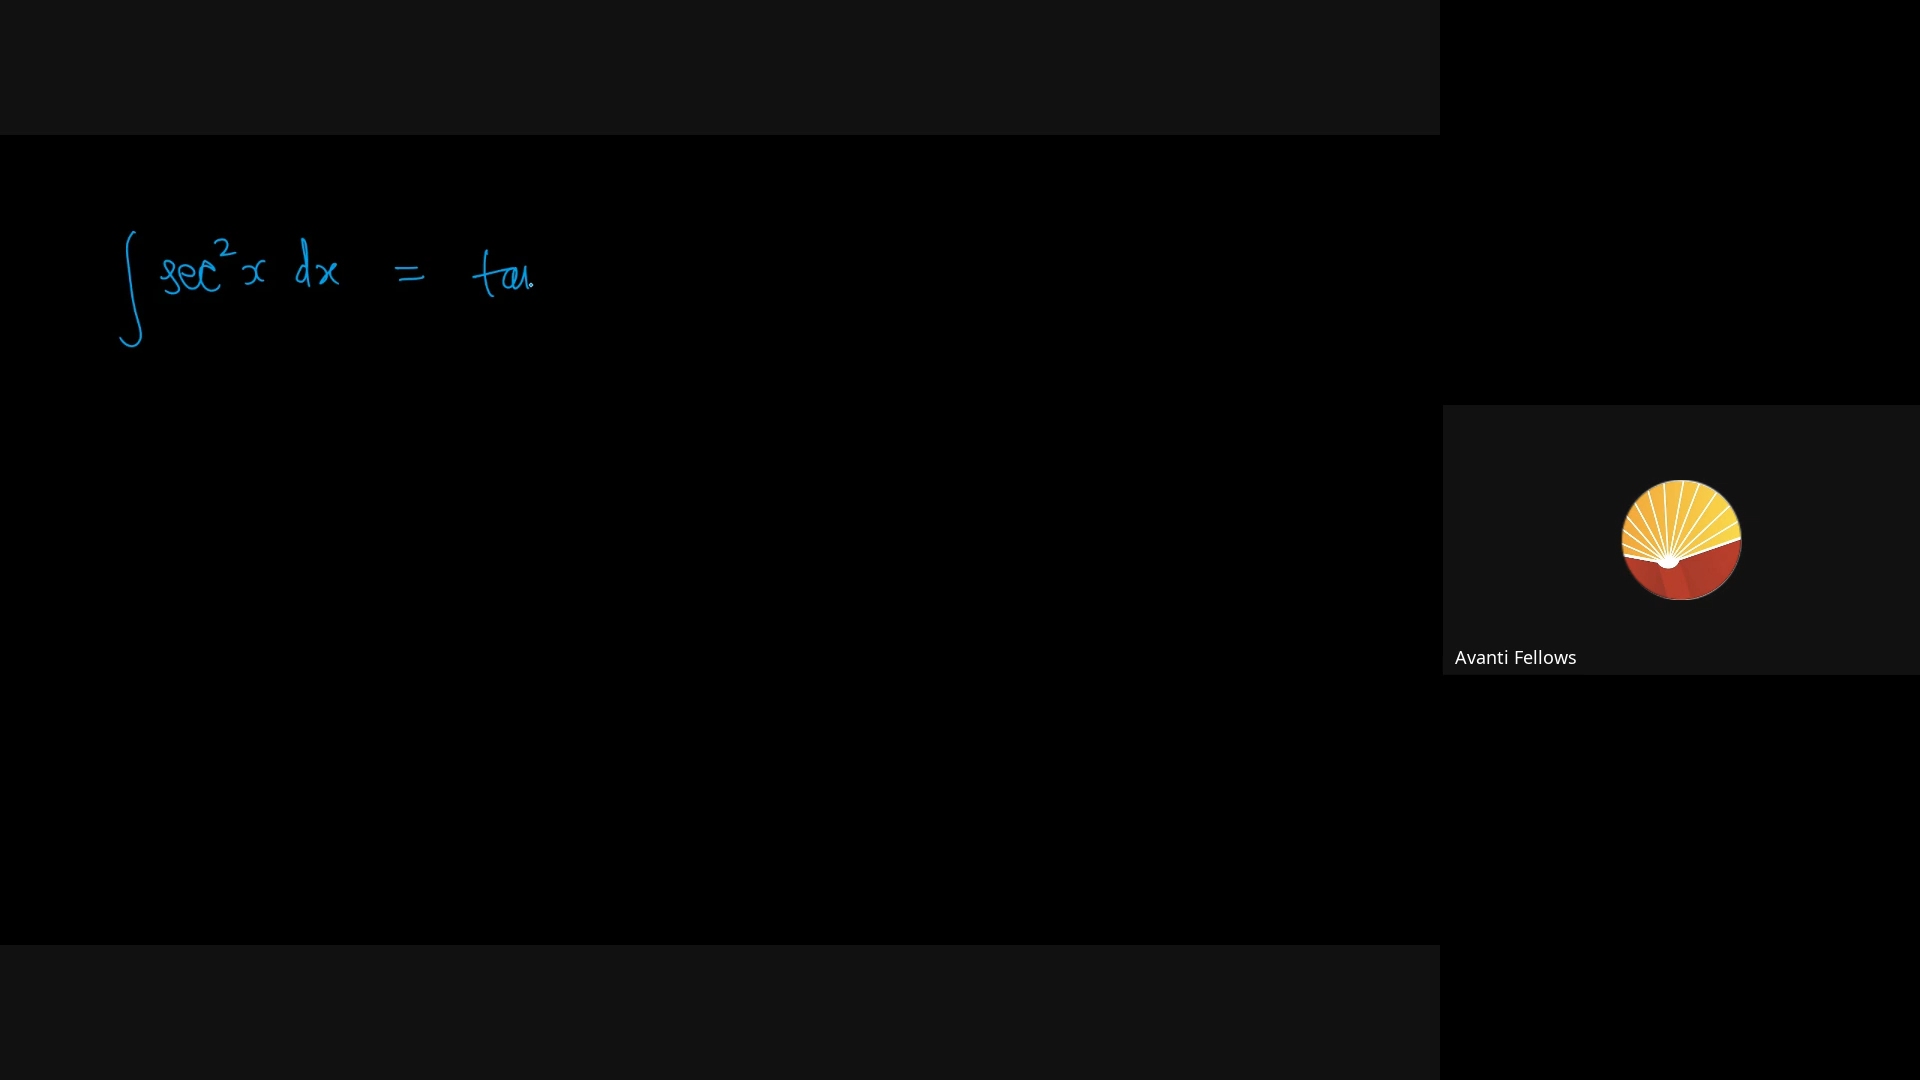 ∫ sec²x dx = tan
Avanti Fellows